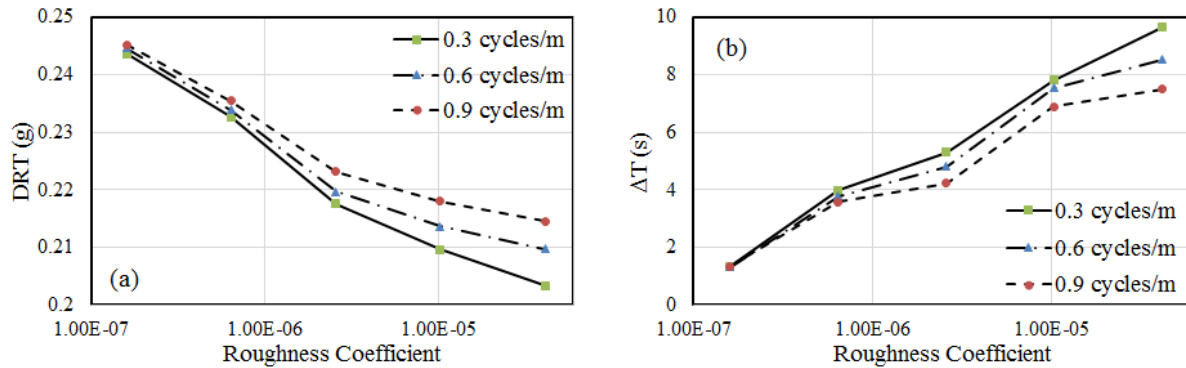 0.25
0.24
0.23
0.22
0.21
0.2
DRT (g)
(a)
0.3 cycles/m
0.6 cycles/m
0.9 cycles/m
1.00E-07
1.00E-06
1.00E-05
Roughness Coefficient
10
8
6
4
2
0
ΔT (s)
(b)
0.3 cycles/m
0.6 cycles/m
0.9 cycles/m
1.00E-07
1.00E-06
1.00E-05
Roughness Coefficient